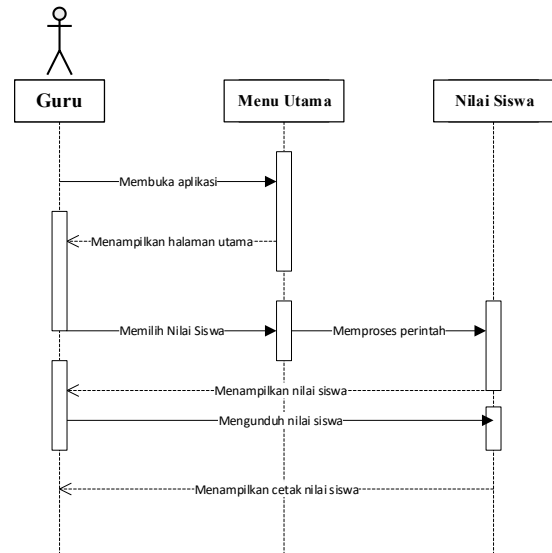 Guru
Menu Utama
Nilai Siswa
Membuka aplikasi
Menampilkan halaman utama
Memilih Nilai Siswa
Memproses perintah
Menampilkan nilai siswa
Mengunduh nilai siswa
Menampilkan cetak nilai siswa